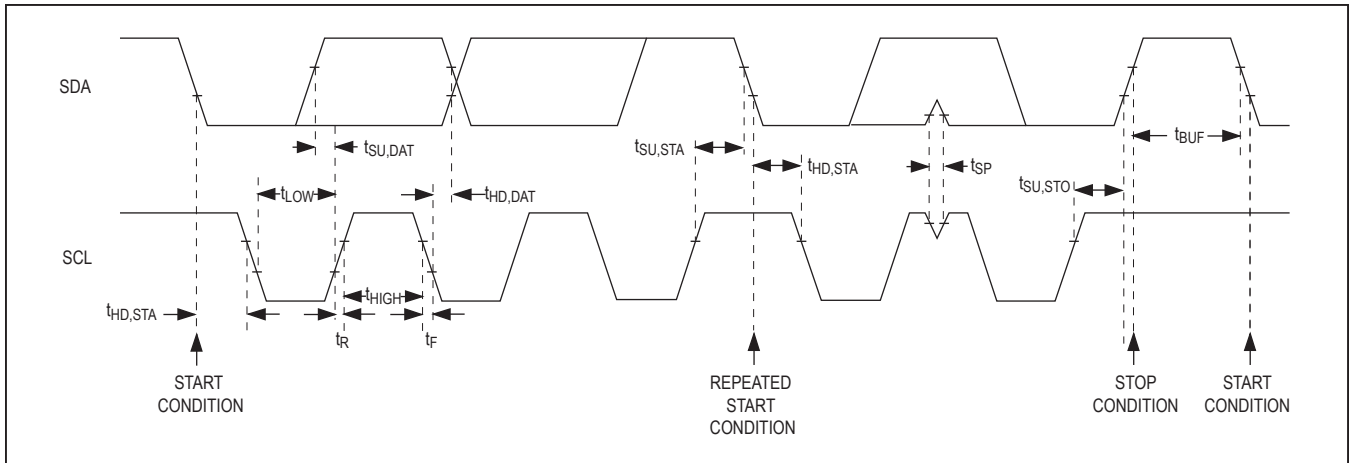 SDA
tSU,DAT
tSU,STA
tHD,STA
tSP
tBUF
tSU,STO
tLOW
tHD,DAT
SCL
tHIGH
tHD,STA
tR
tF
START
CONDITION
REPEATED
START
CONDITION
STOP
CONDITION
START
CONDITION